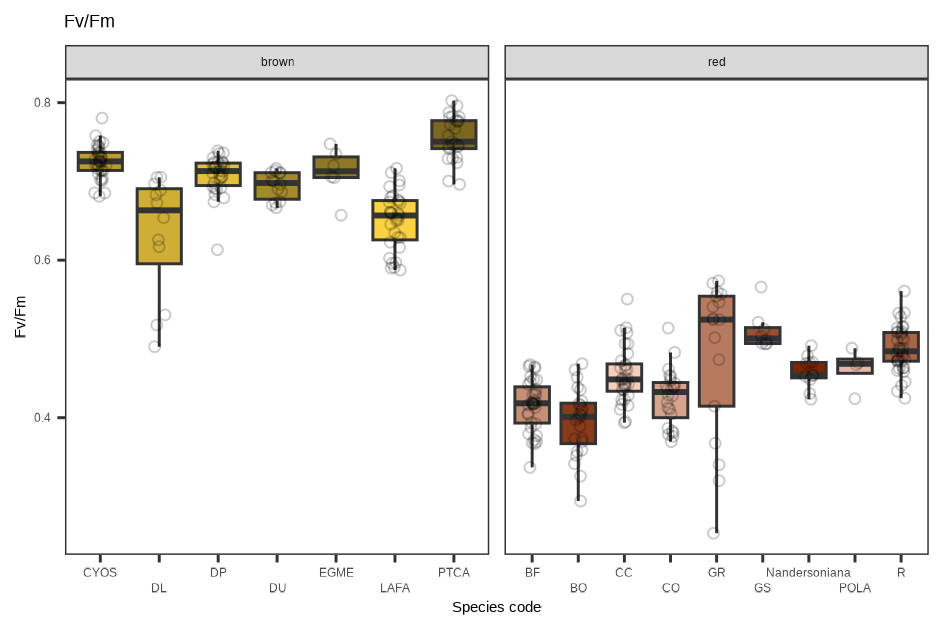 Fv/Fm
brown
red
Fv/Fm
0.8
0.6
0.4
CYOS
DL
DP
DU
EGME
LAFA
PTCA
BF
BO
CC
CO
GR
GS
Nandersoniana
POLA
R
Species code